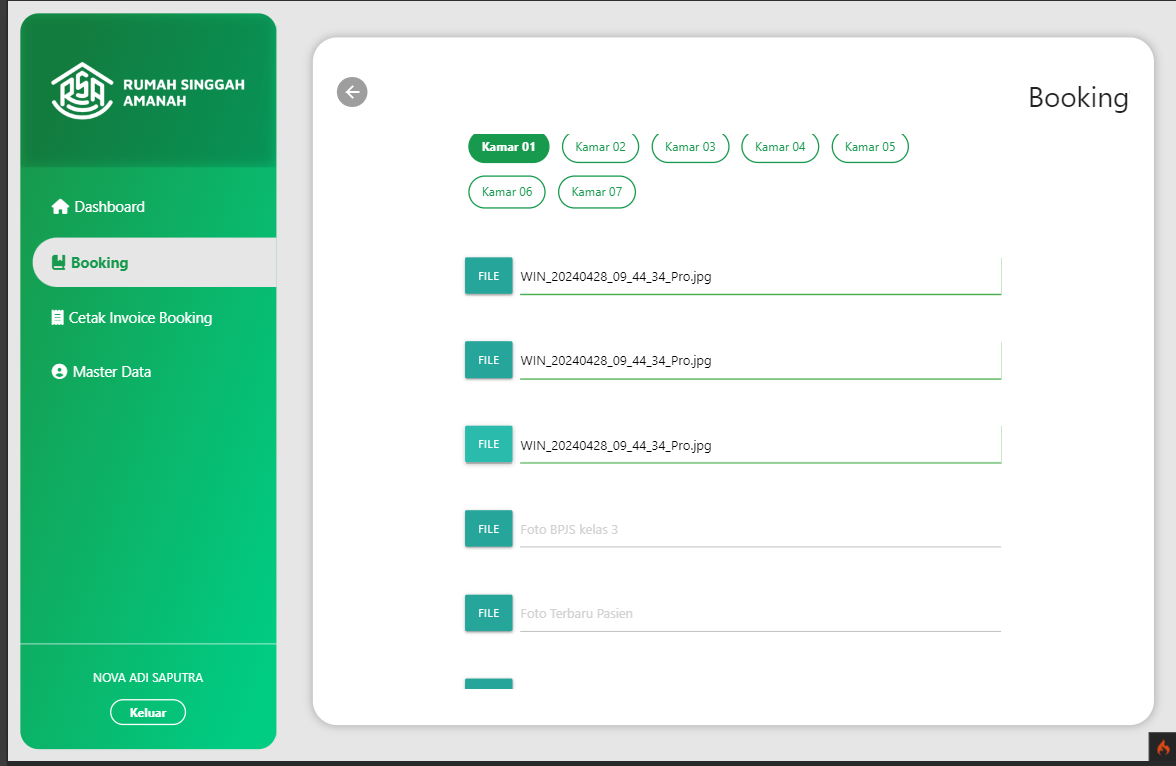 RSA
RUMAH SINGGAH
AMANAH
Dashboard
Booking
Cetak Invoice Booking
Master Data
NOVA ADI SAPUTRA
Keluar
Booking
Kamar 01
Kamar 02
Kamar 03
Kamar 04
Kamar 05
Kamar 06
Kamar 07
FILE
WIN_20240428_09_44_34_Pro.jpg
FILE
WIN_20240428_09_44_34_Pro.jpg
FILE
WIN_20240428_09_44_34_Pro.jpg
FILE
Foto BPJS kelas 3
FILE
Foto Terbaru Pasien